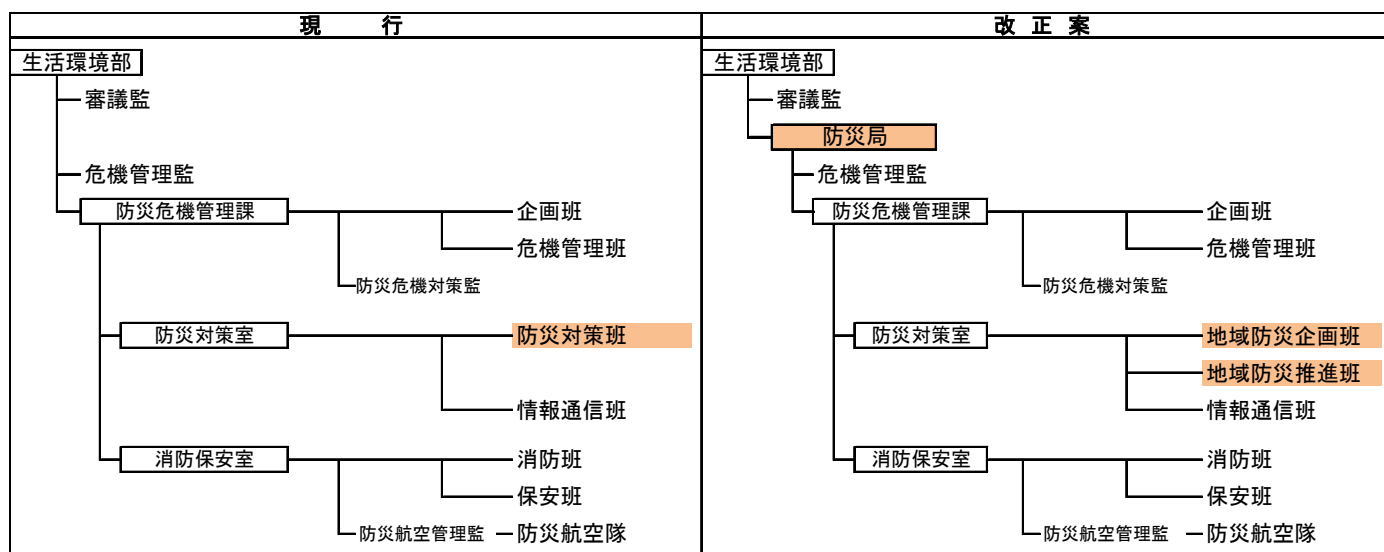 現 行
生活環境部
審議監
危機管理監
防災危機管理課
企画班
危機管理班
防災危機対策監
防災対策室
防災対策班
情報通信班
消防保安室
消防班
保安班
防災航空管理監
防災航空隊
改 正 案
生活環境部
審議監
防災局
危機管理監
防災危機管理課
企画班
危機管理班
防災危機対策監
防災対策室
地域防災企画班
地域防災推進班
情報通信班
消防保安室
消防班
保安班
防災航空管理監
防災航空隊